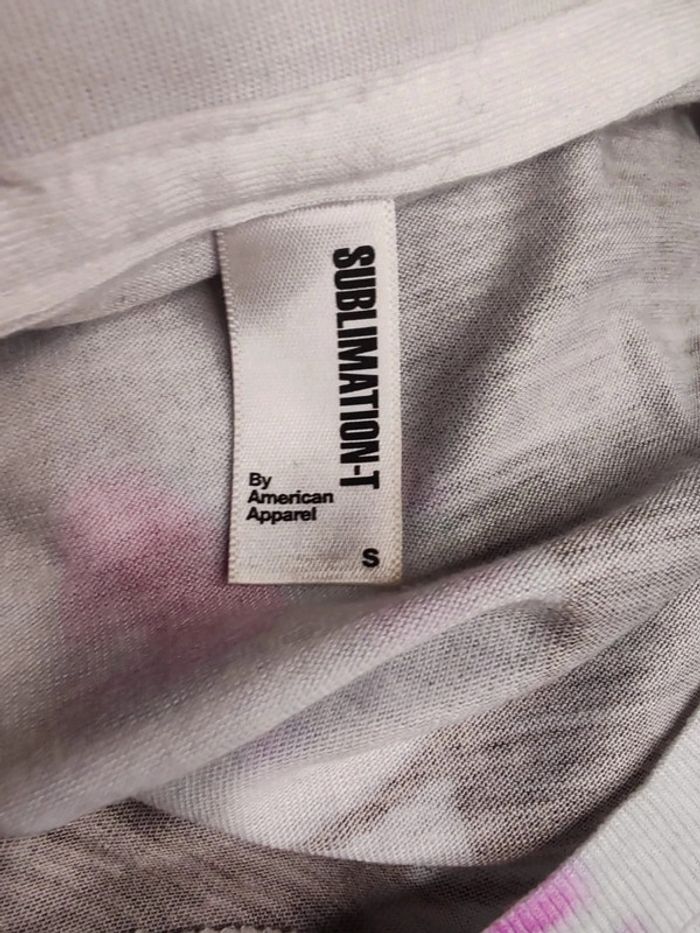 SUBLIMATION-T
By
American
Apparel
S